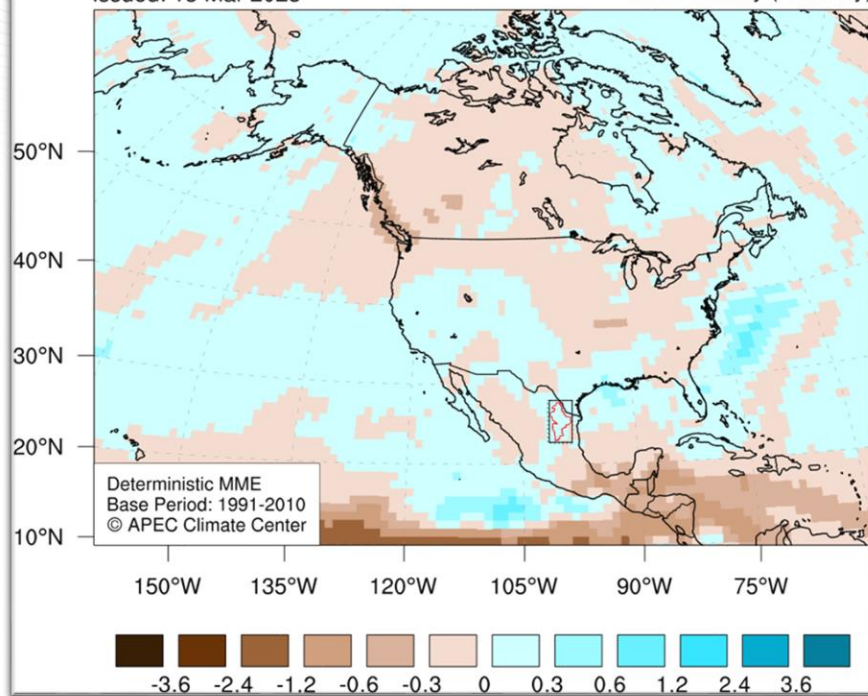 Issued: Mar
50°N
40°N
30°N
20°N
10°N
Deterministic MME
Base Period: 1991-2010
© APEC Climate Center
150°W 135°W 120°W 105°W 90°W 75°W
-3.6 -2.4 -1.2 -0.6 -0.3 0 0.3 0.6 1.2 2.4 3.6